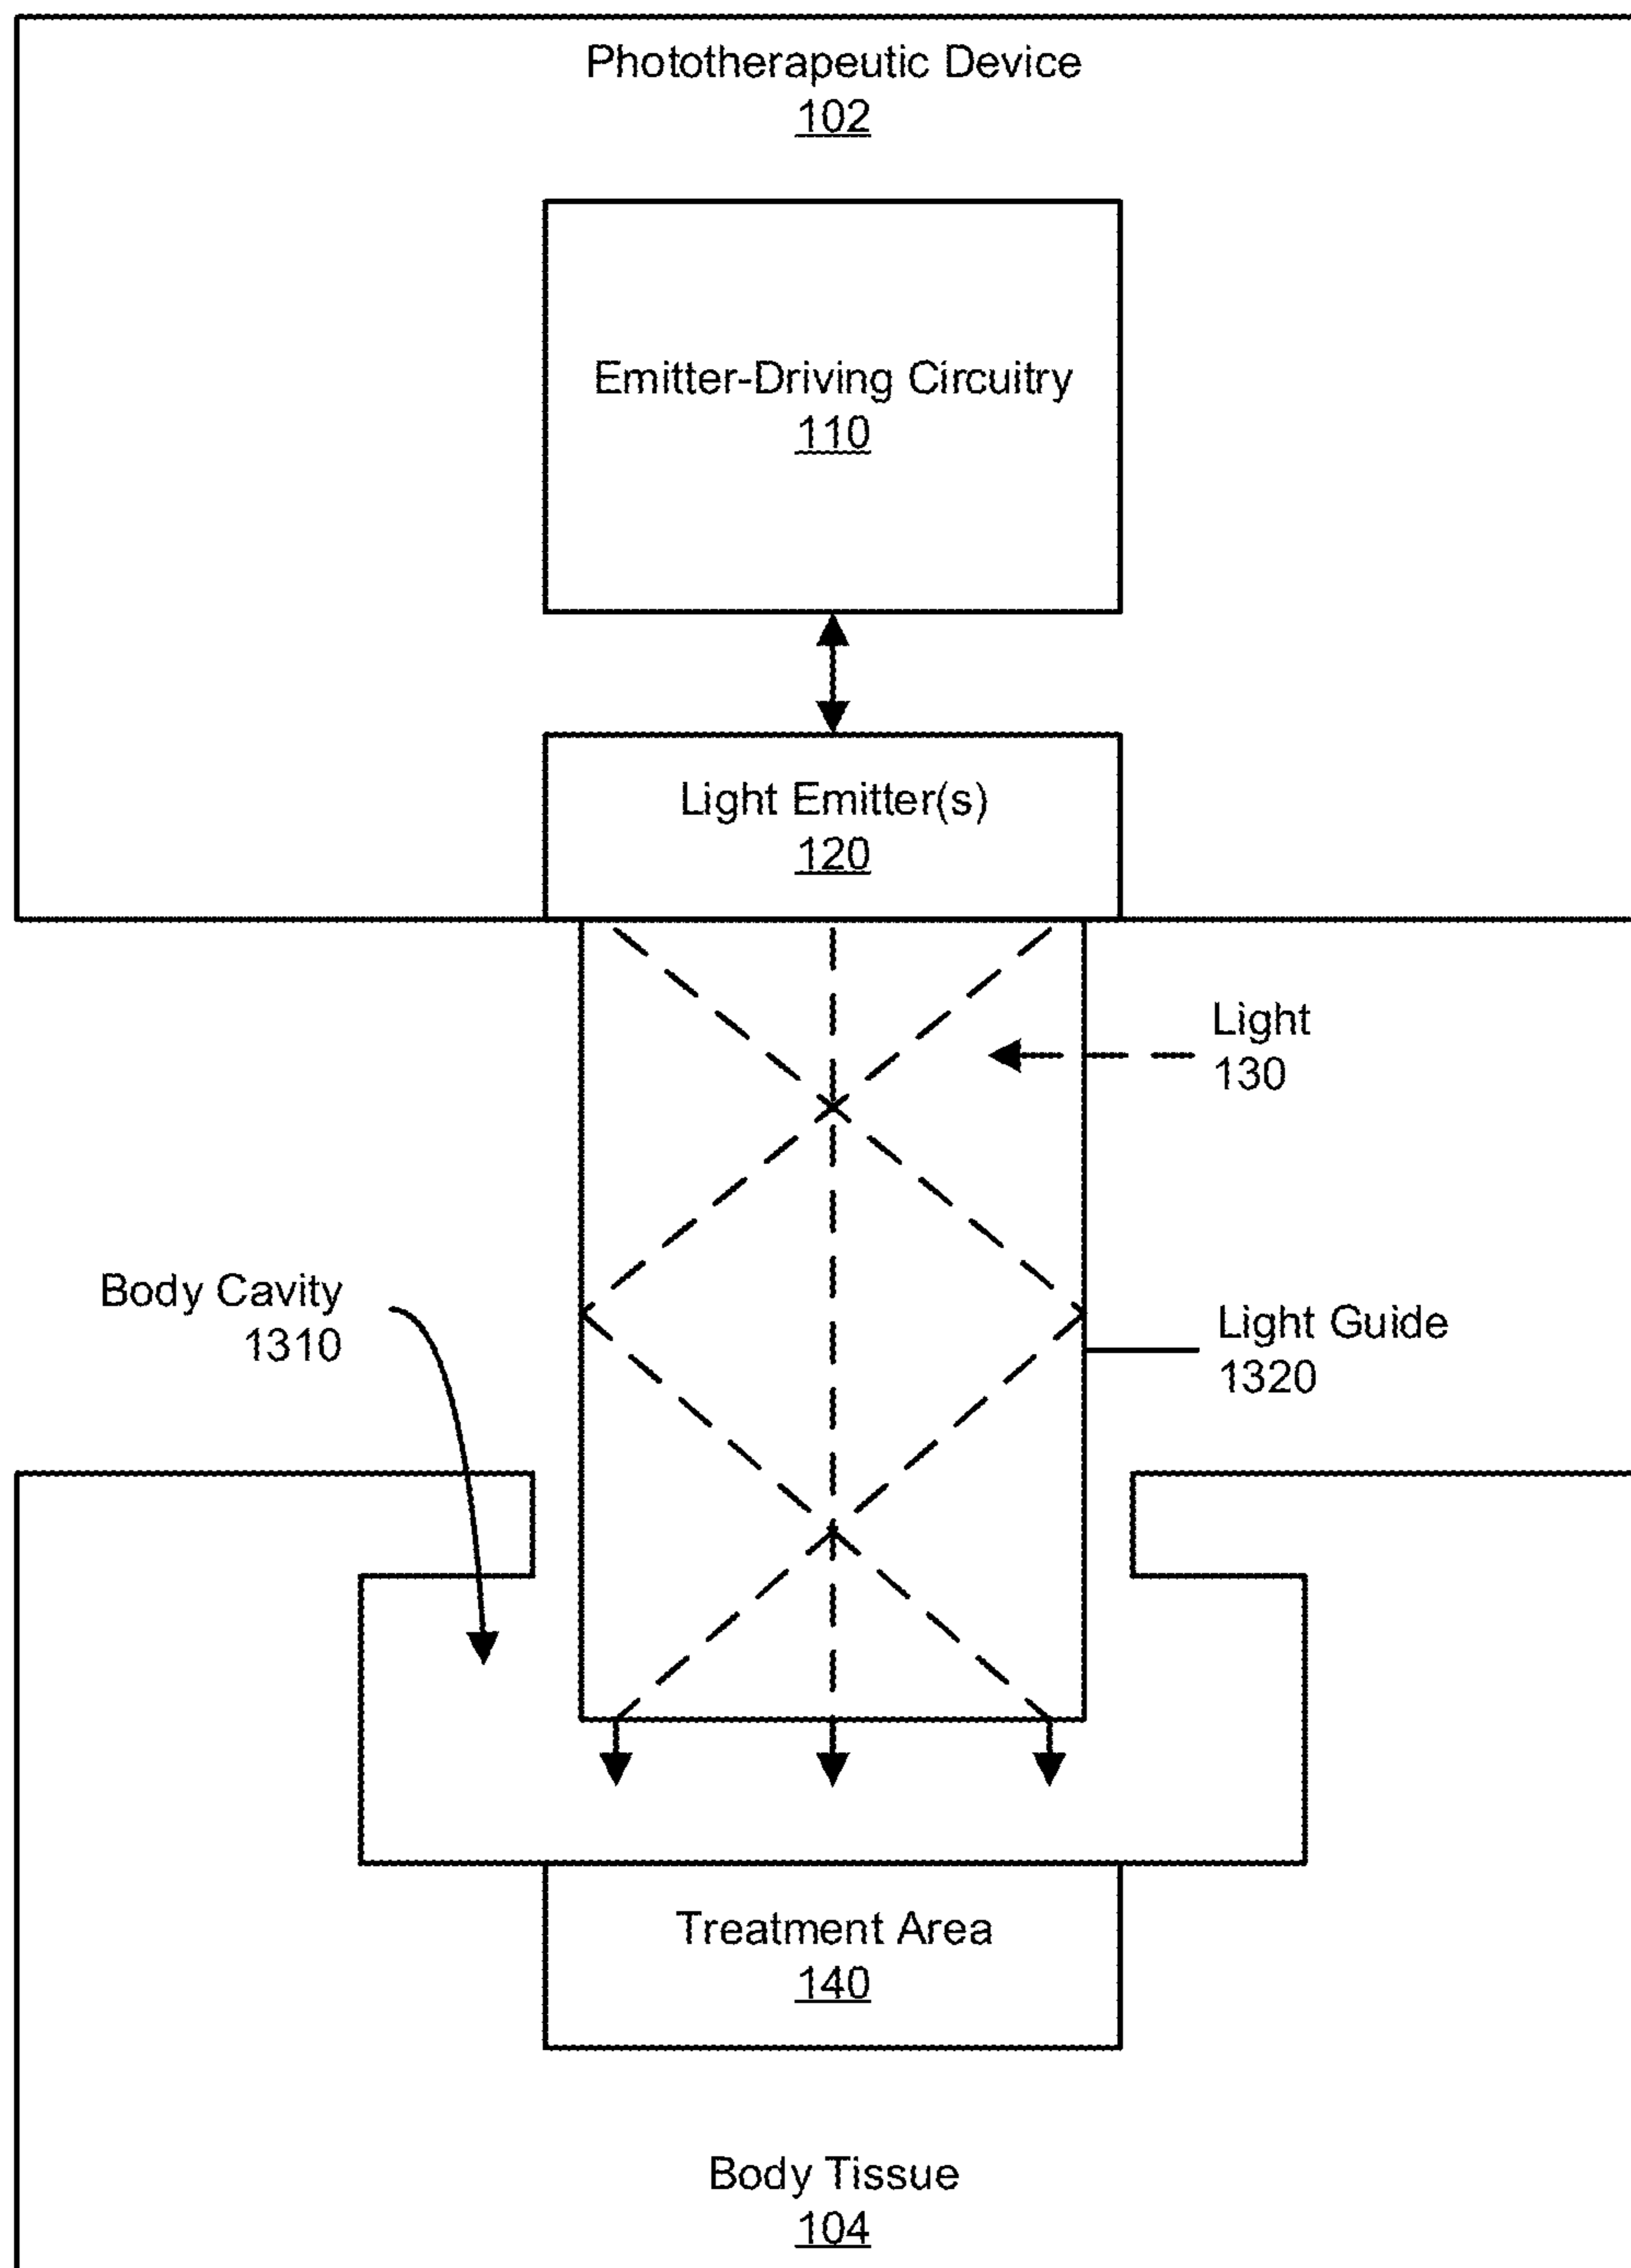 Phototherapeutic Device
102
Emitter-Driving Circuitry
110
Light Emitter(s)
120
Light
130
Body Cavity
1310
Light Guide
1320
Treatment Area
140
Body Tissue
104